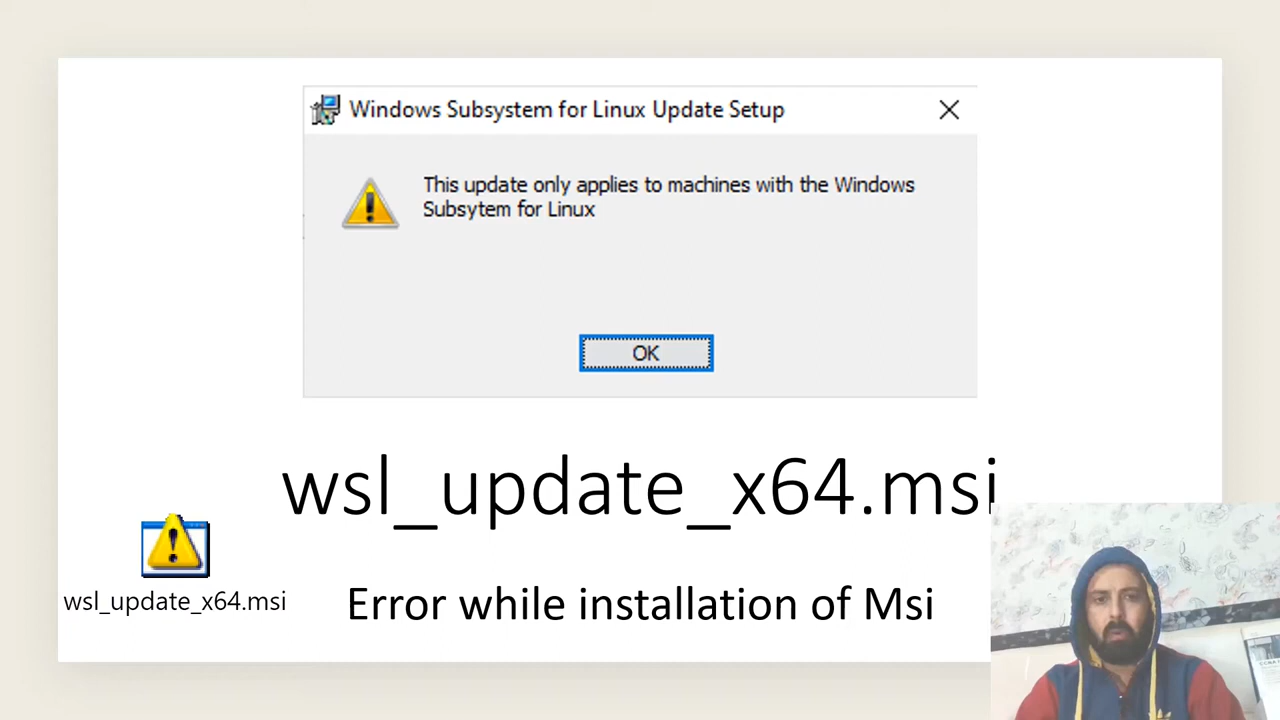 Windows Subsystem for Linux Update Setup
This update only applies to machines with the Windows
Subsytem for Linux
OK
wsl_update_x64.msi
wsl_update_x64.msi
Error while installation of Msi